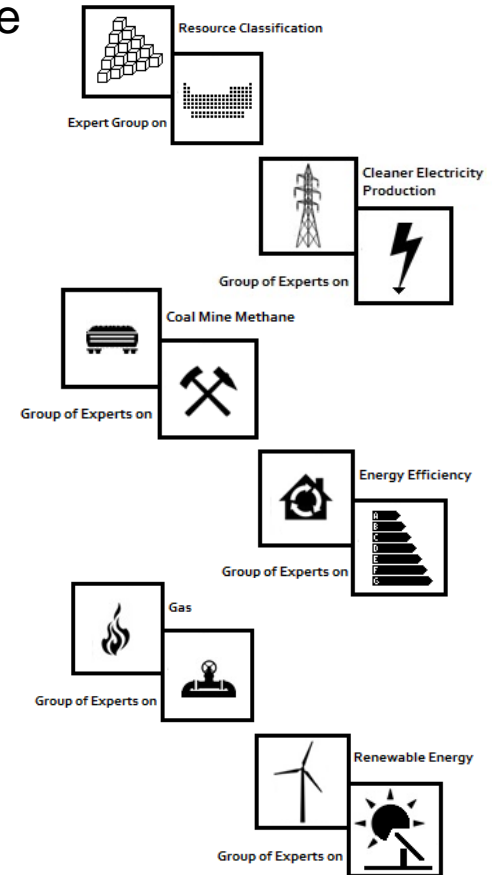 e
Resource Classification
Expert Group on
Cleaner Electricity
Production
Group of Experts on
Coal Mine Methane
Group of Experts on
Energy Efficiency
A
B
C
D
E
F
G
Group of Experts on
Gas
Group of Experts on
Renewable Energy
Group of Experts on